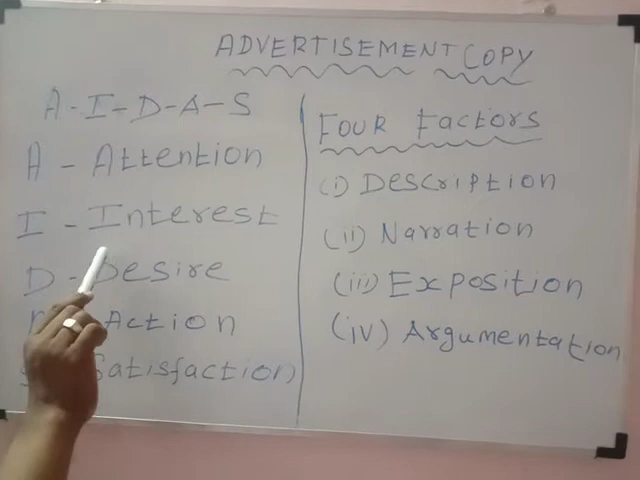 ADVERTISEMENT COPY
A-I-D-A-S
A - Attention
I - Interest
D - Desire
Action
Satisfaction
Four Factors
(i) Description
(ii) Narration
(iii) Exposition
(iv) Argumentation